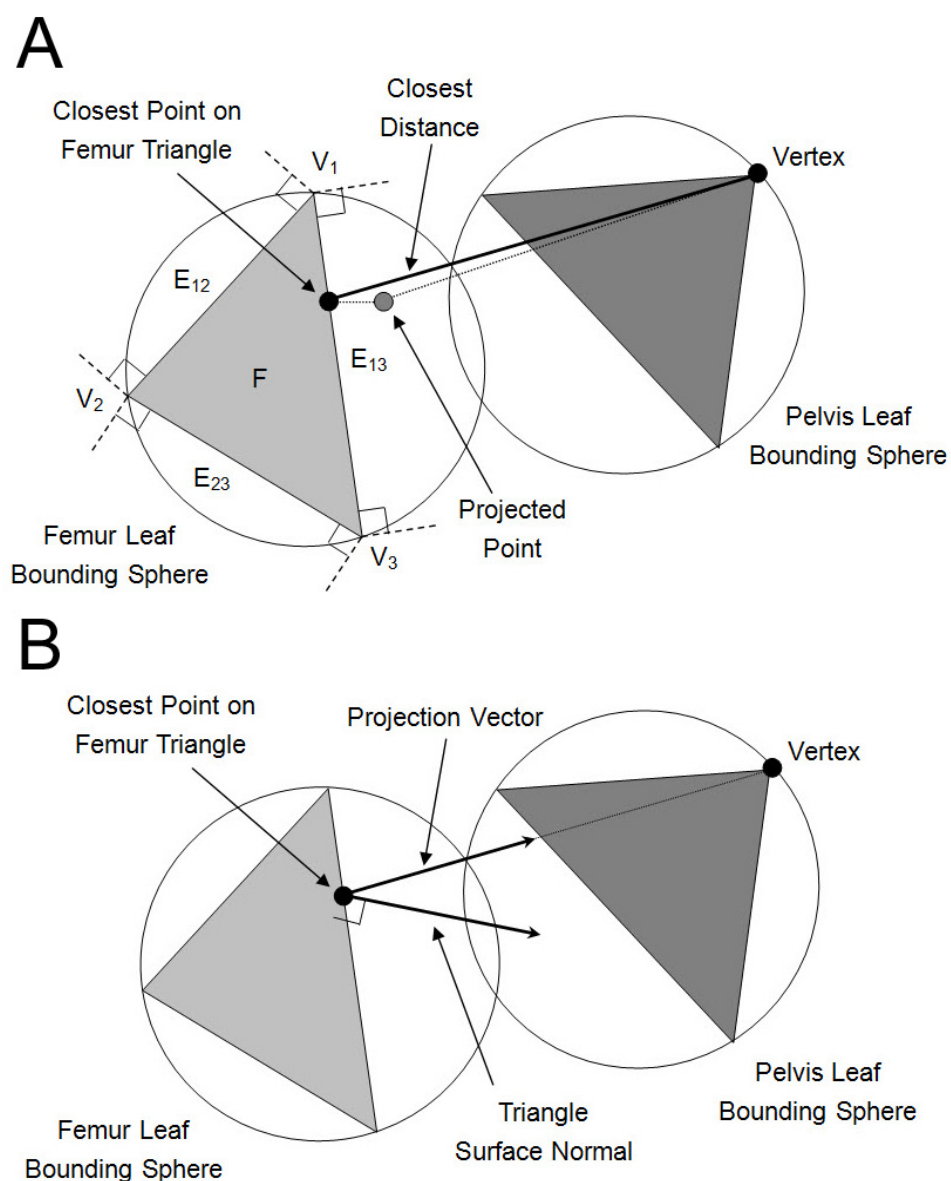 A
Closest Point on
Femur Triangle
Closest
Distance
V1
Vertex
E12
E13
F
V2
E23
Pelvis Leaf
Bounding Sphere
Projected
Point
Femur Leaf
Bounding Sphere
V3
B
Closest Point on
Femur Triangle
Projection Vector
Vertex
Pelvis Leaf
Bounding Sphere
Triangle
Surface Normal
Femur Leaf
Bounding Sphere